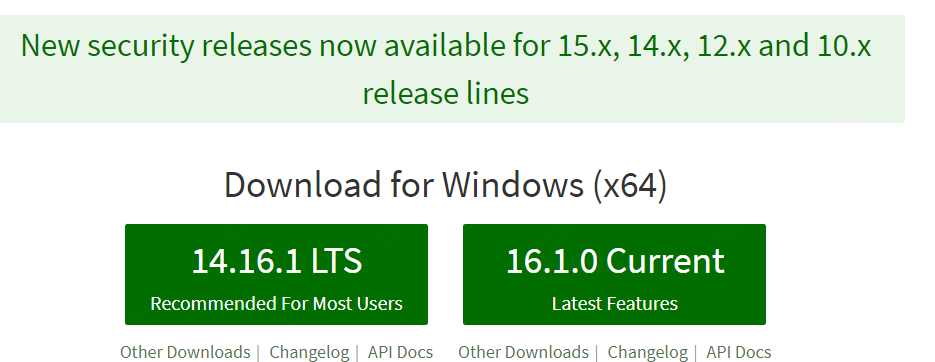 New security releases now available for 15.x, 14.x, 12.x and 10.x
release lines
Download for Windows (x64)
14.16.1 LTS
Recommended For Most Users
16.1.0 Current
Latest Features
Other Downloads | Changelog | API Docs
Other Downloads | Changelog | API Docs